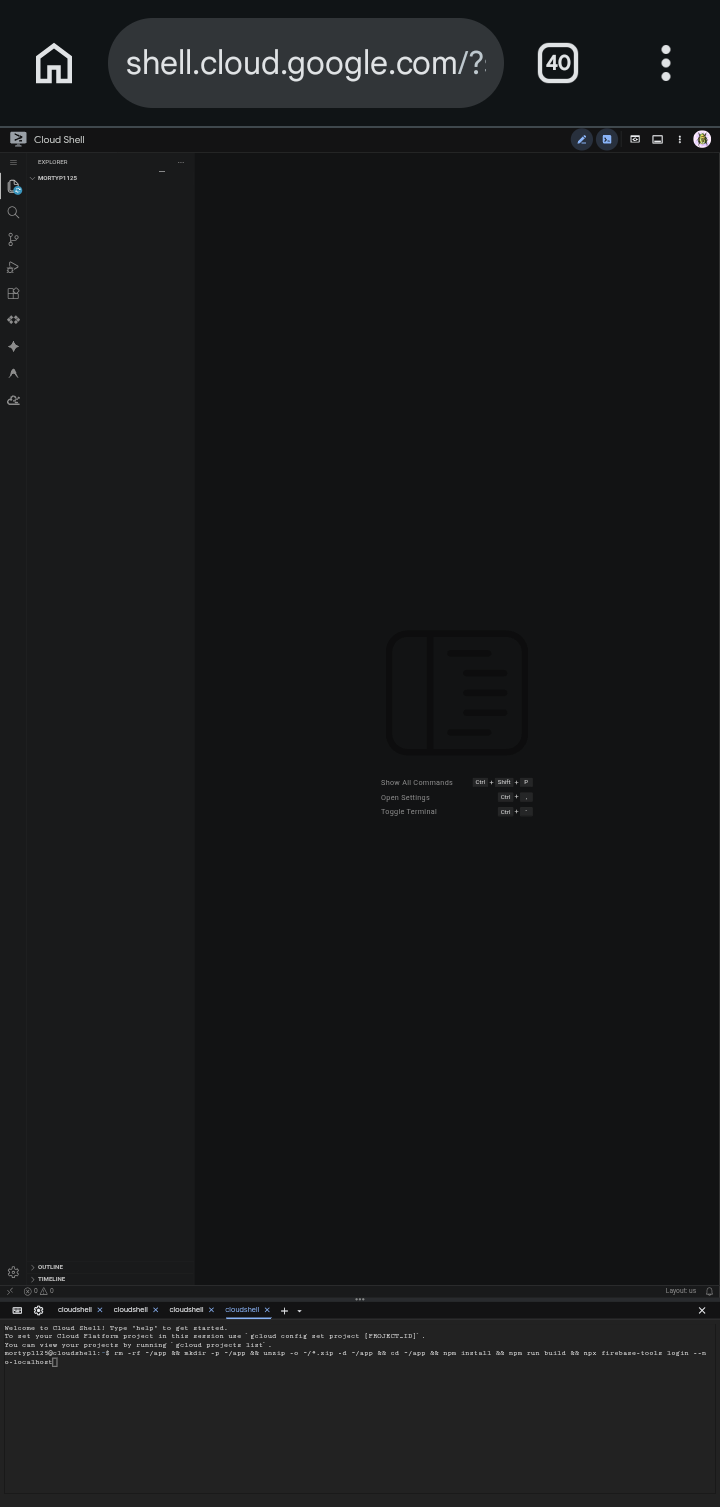 shell.cloud.google.com/?
40
Cloud Shell
EXPLORER
MORTYP1125
Show All Commands Ctrl + Shift + P
Open Settings Ctrl + ,
Toggle Terminal Ctrl + `
OUTLINE
TIMELINE
0 0
Layout: us
cloudshell cloudshell cloudshell cloudshell
Welcome to Cloud Shell! Type "help" to get started.
To set your Cloud Platform project in this session use `gcloud config set project [PROJECT_ID]`.
You can view your projects by running `gcloud projects list`.
mortyp1125@cloudshell:~$ rm -rf ~/app && mkdir -p ~/app && unzip -o ~/*.zip -d ~/app && cd ~/app && npm install && npm run build && npx firebase-tools login --n
o-localhost